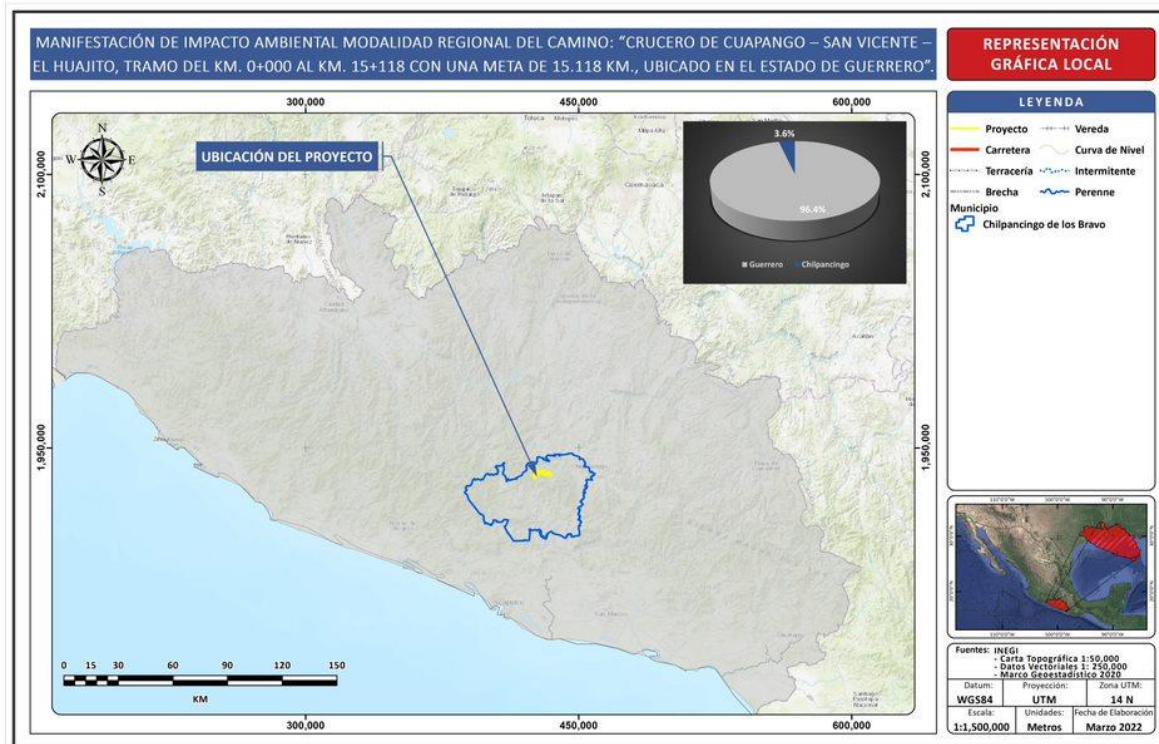 MANIFESTACIÓN DE IMPACTO AMBIENTAL MODALIDAD REGIONAL DEL CAMINO: “CRUCERO DE CUAPANGO – SAN VICENTE –
EL HUAJITO, TRAMO DEL KM. 0+000 AL KM. 15+118 CON UNA META DE 15.118 KM., UBICADO EN EL ESTADO DE GUERRERO”.
REPRESENTACIÓN
GRÁFICA LOCAL
300,000
450,000
600,000
N
W
E
S
UBICACIÓN DEL PROYECTO
3.6%
96.4%
Guerrero
Chilpancingo
2,100,000
2,100,000
1,950,000
1,950,000
Toluca
Cuernavaca
Acapulco
San Marcos
0 15 30 60 90 120 150
KM
300,000
450,000
600,000
LEYENDA
Proyecto
Vereda
Carretera
Curva de Nivel
Terracería
Intermitente
Brecha
Perenne
Municipio
Chilpancingo de los Bravo
Fuentes: INEGI
- Carta Topográfica 1:50,000
- Datos Vectoriales 1: 250,000
- Marco Geoestadístico 2020
Datum:
Proyección:
Zona UTM:
WGS84
UTM
14 N
Escala:
Unidades:
Fecha de Elaboración
1:1,500,000
Metros
Marzo 2022